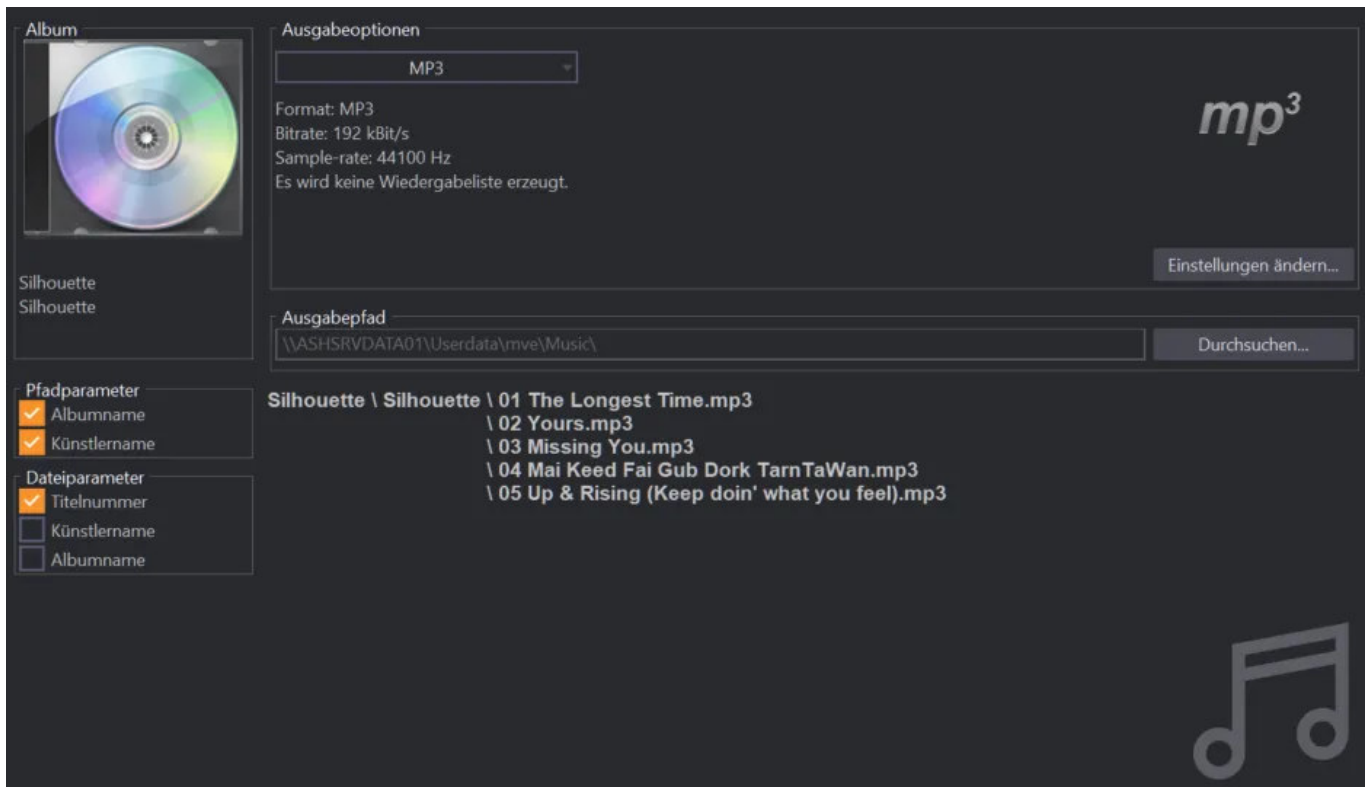 Album
Silhouette
Silhouette
Pfadparameter
Albumname
Künstlername
Dateiparameter
Titelnummer
Künstlername
Albumname
Ausgabeoptionen
MP3
Format: MP3
Bitrate: 192 kBit/s
Sample-rate: 44100 Hz
Es wird keine Wiedergabeliste erzeugt.
mp³
Einstellungen ändern...
Ausgabepfad
\\ASHSRVDATA01\Userdata\mve\Music\
Durchsuchen...
Silhouette \ Silhouette \ 01 The Longest Time.mp3
\ 02 Yours.mp3
\ 03 Missing You.mp3
\ 04 Mai Keed Fai Gub Dork TarnTaWan.mp3
\ 05 Up & Rising (Keep doin' what you feel).mp3